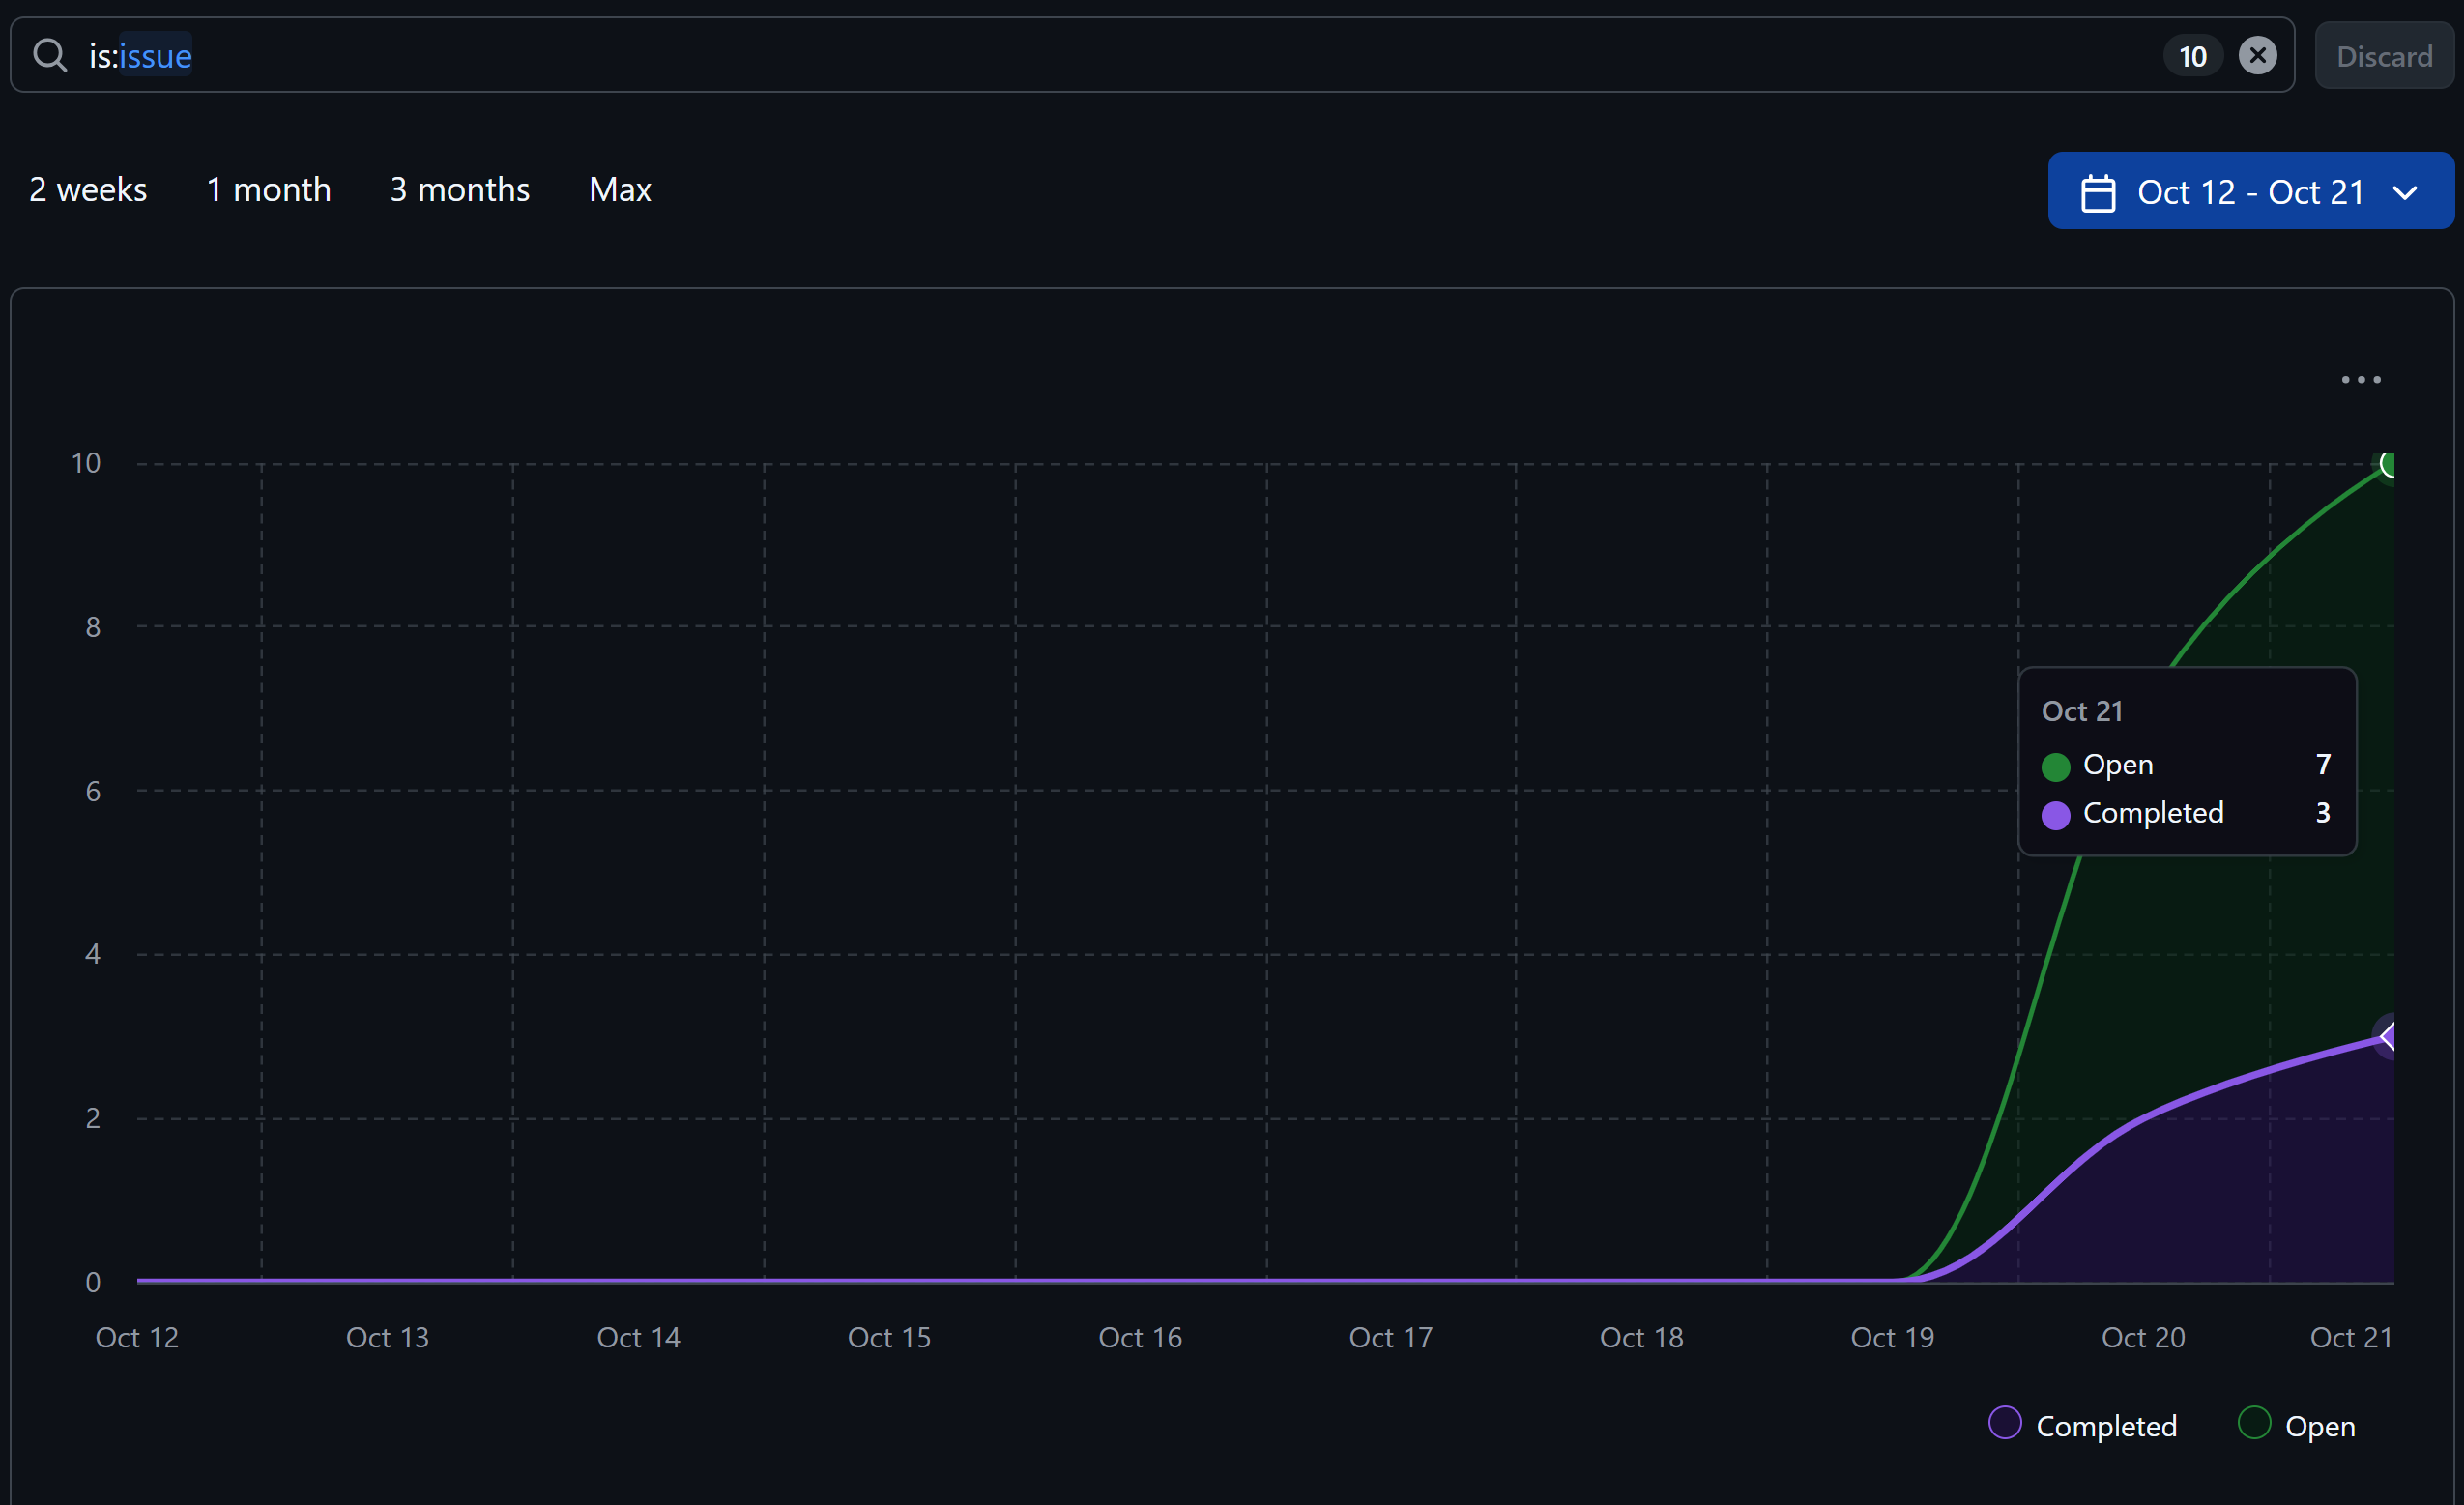 is:issue 10 Discard
2 weeks 1 month 3 months Max Oct 12 - Oct 21
10
8
6
4
2
0
Oct 21
Open 7
Completed 3
Oct 12 Oct 13 Oct 14 Oct 15 Oct 16 Oct 17 Oct 18 Oct 19 Oct 20 Oct 21
Completed Open